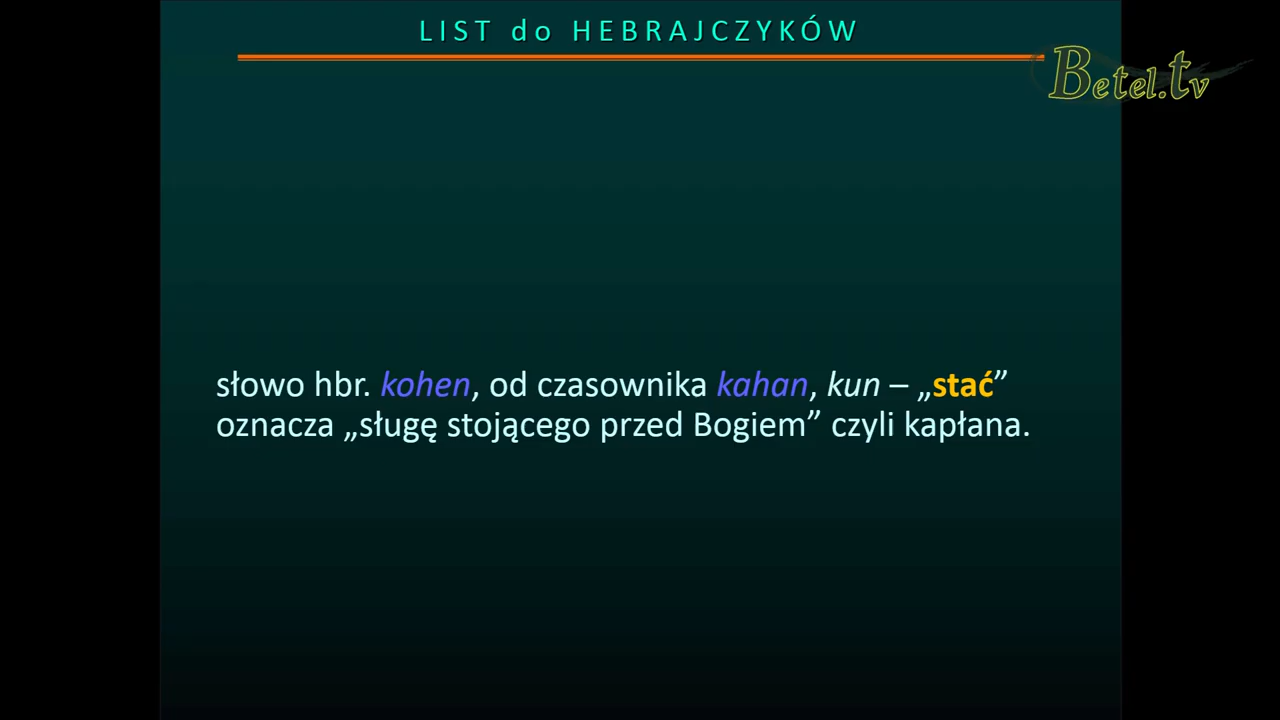 LIST do HEBRAJCZYKÓW
Betel.tv
słowo hbr. kohen, od czasownika kahan, kun – „stać”
oznacza „sługę stojącego przed Bogiem” czyli kapłana.